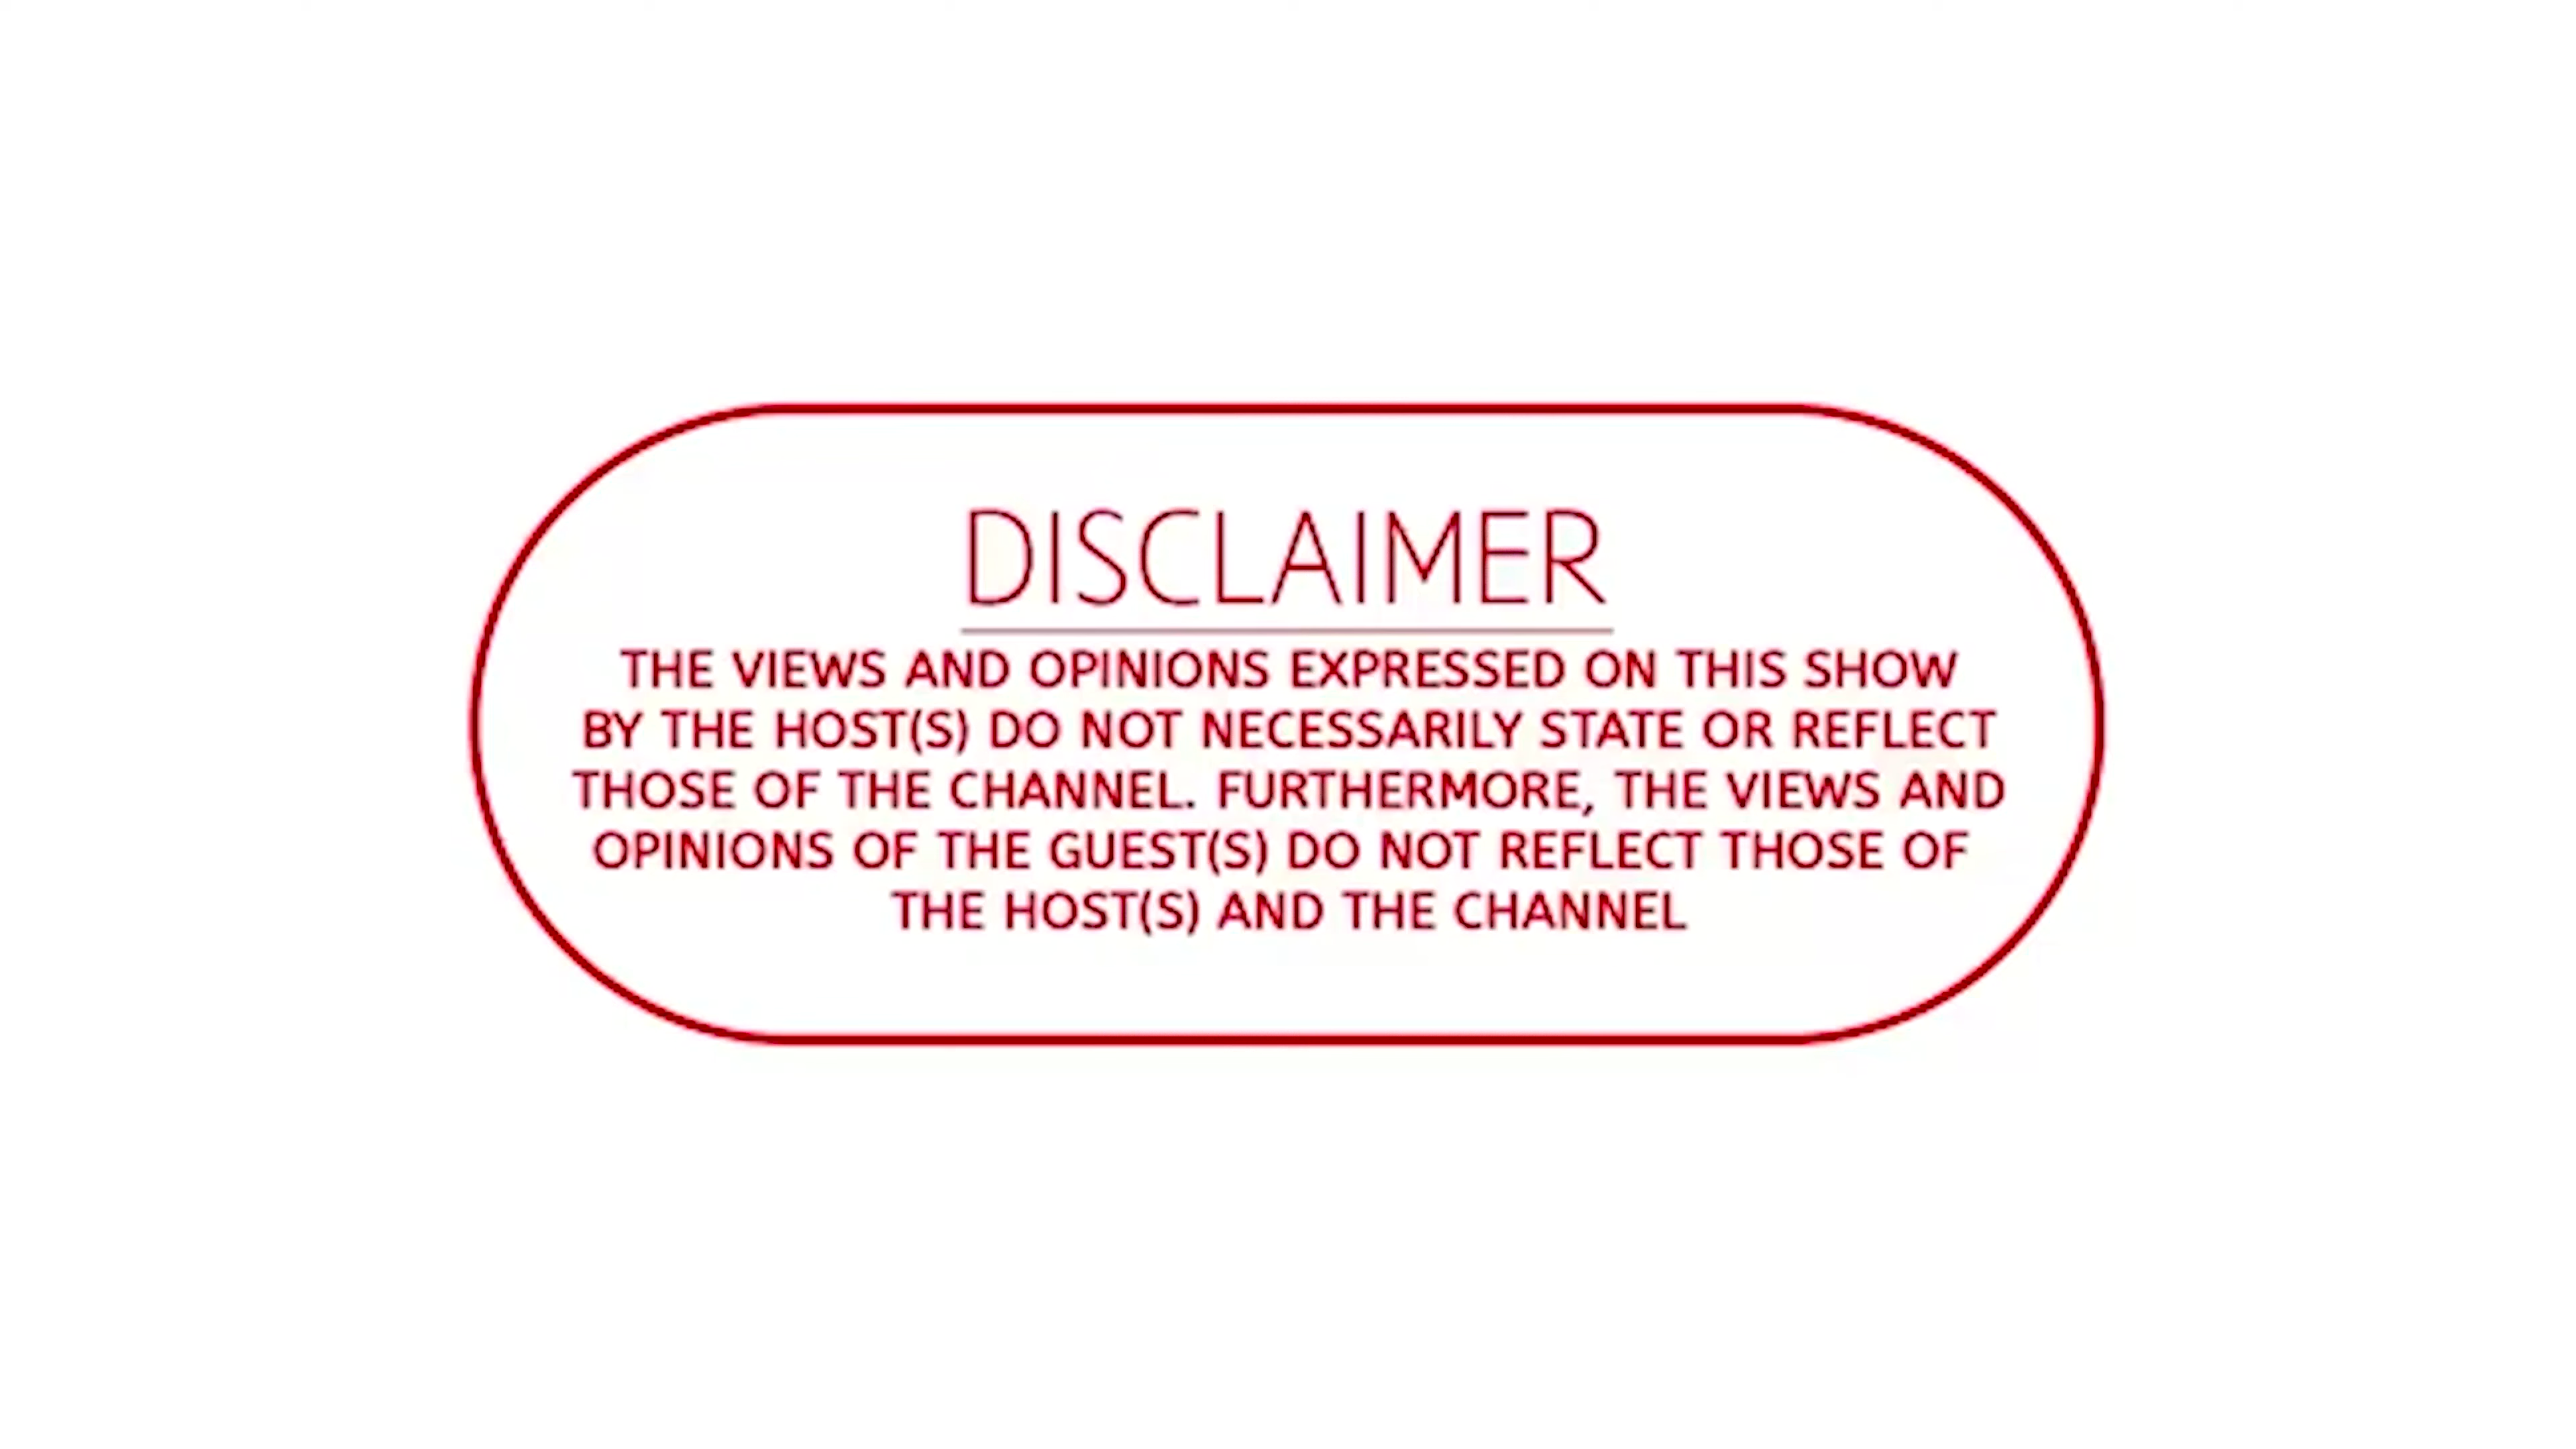 DISCLAIMER
THE VIEWS AND OPINIONS EXPRESSED ON THIS SHOW
BY THE HOST(S) DO NOT NECESSARILY STATE OR REFLECT
THOSE OF THE CHANNEL. FURTHERMORE, THE VIEWS AND
OPINIONS OF THE GUEST(S) DO NOT REFLECT THOSE OF
THE HOST(S) AND THE CHANNEL